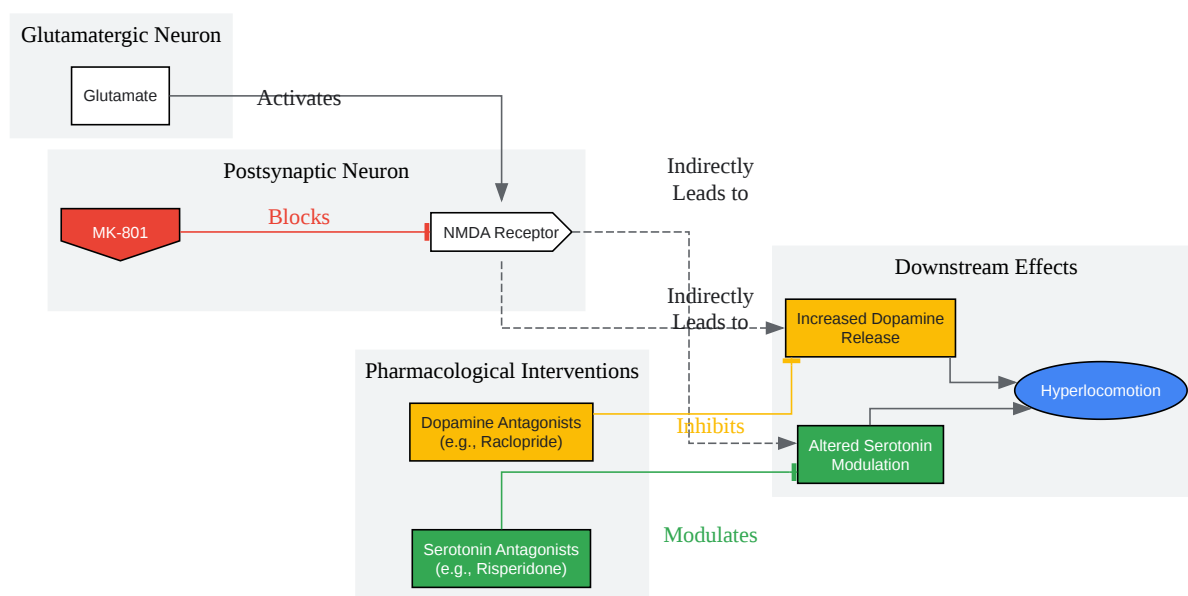 Glutamatergic Neuron
Glutamate
Activates
Postsynaptic Neuron
MK-801
Blocks
NMDA Receptor
Indirectly
Leads to
Indirectly
Leads to
Downstream Effects
Increased Dopamine
Release
Hyperlocomotion
Altered Serotonin
Modulation
Pharmacological Interventions
Dopamine Antagonists
(e.g., Raclopride)
Inhibits
Serotonin Antagonists
(e.g., Risperidone)
Modulates